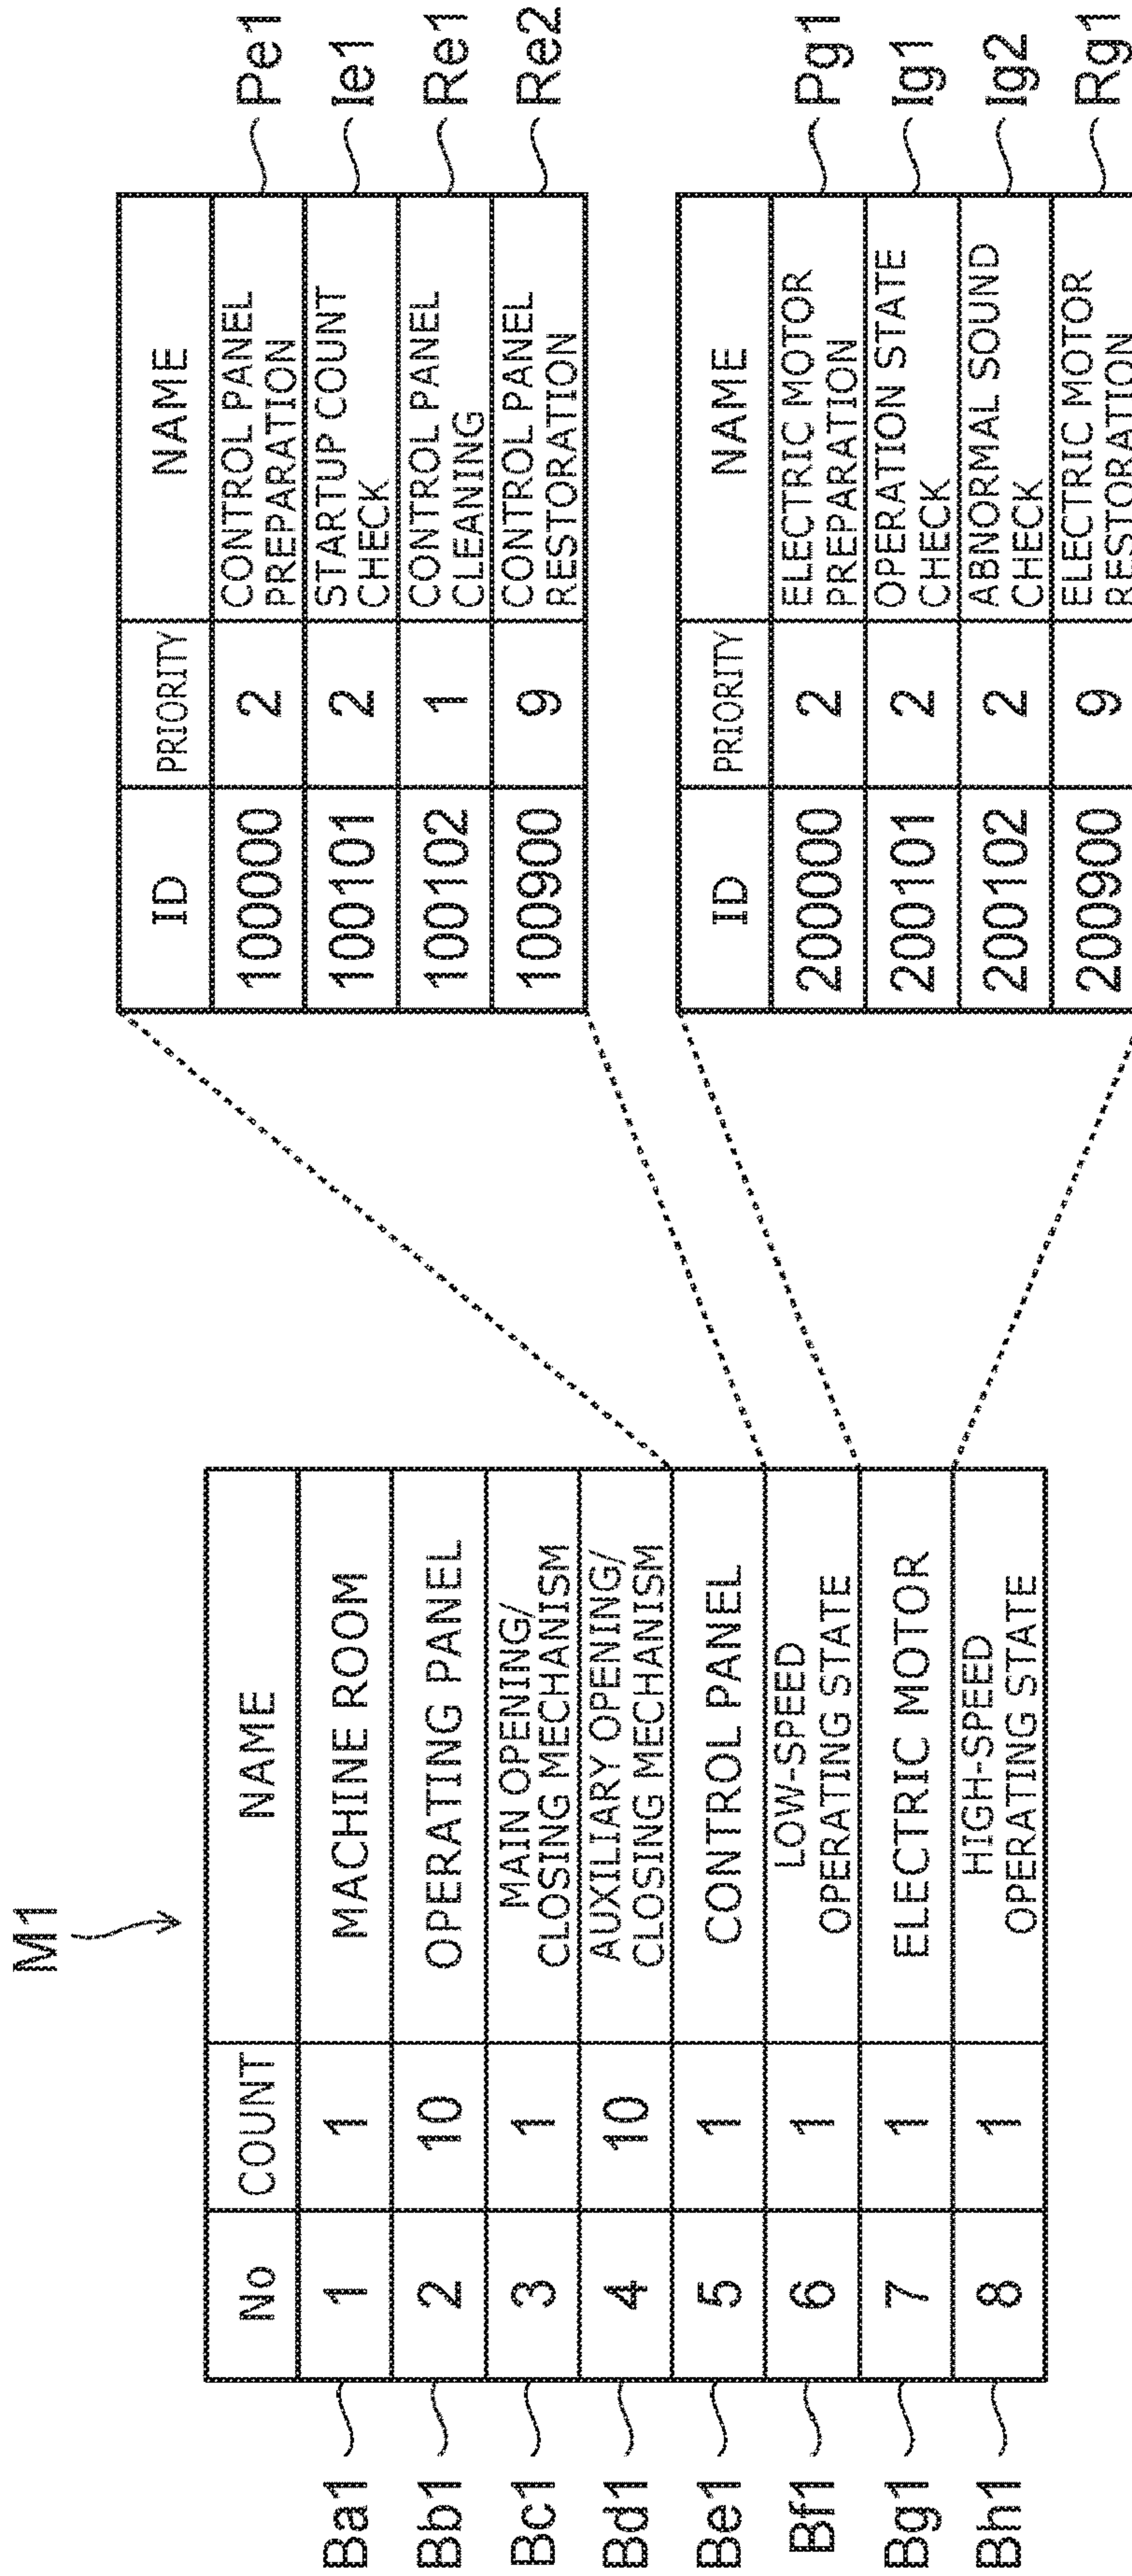 M1
No COUNT NAME
Ba1 1 1 MACHINE ROOM
Bb1 2 10 OPERATING PANEL
Bc1 3 1 MAIN OPENING/
CLOSING MECHANISM
Bd1 4 10 AUXILIARY OPENING/
CLOSING MECHANISM
Be1 5 1 CONTROL PANEL
Bf1 6 1 LOW-SPEED
OPERATING STATE
Bg1 7 1 ELECTRIC MOTOR
Bh1 8 1 HIGH-SPEED
OPERATING STATE
ID PRIORITY NAME
100000 2 CONTROL PANEL
PREPARATION Pe1
100101 2 STARTUP COUNT
CHECK Ie1
100102 1 CONTROL PANEL
CLEANING Re1
100900 9 CONTROL PANEL
RESTORATION Re2
ID PRIORITY NAME
200000 2 ELECTRIC MOTOR
PREPARATION Pg1
200101 2 OPERATION STATE
CHECK Ig1
200102 2 ABNORMAL SOUND
CHECK Ig2
200900 9 ELECTRIC MOTOR
RESTORATION Rg1